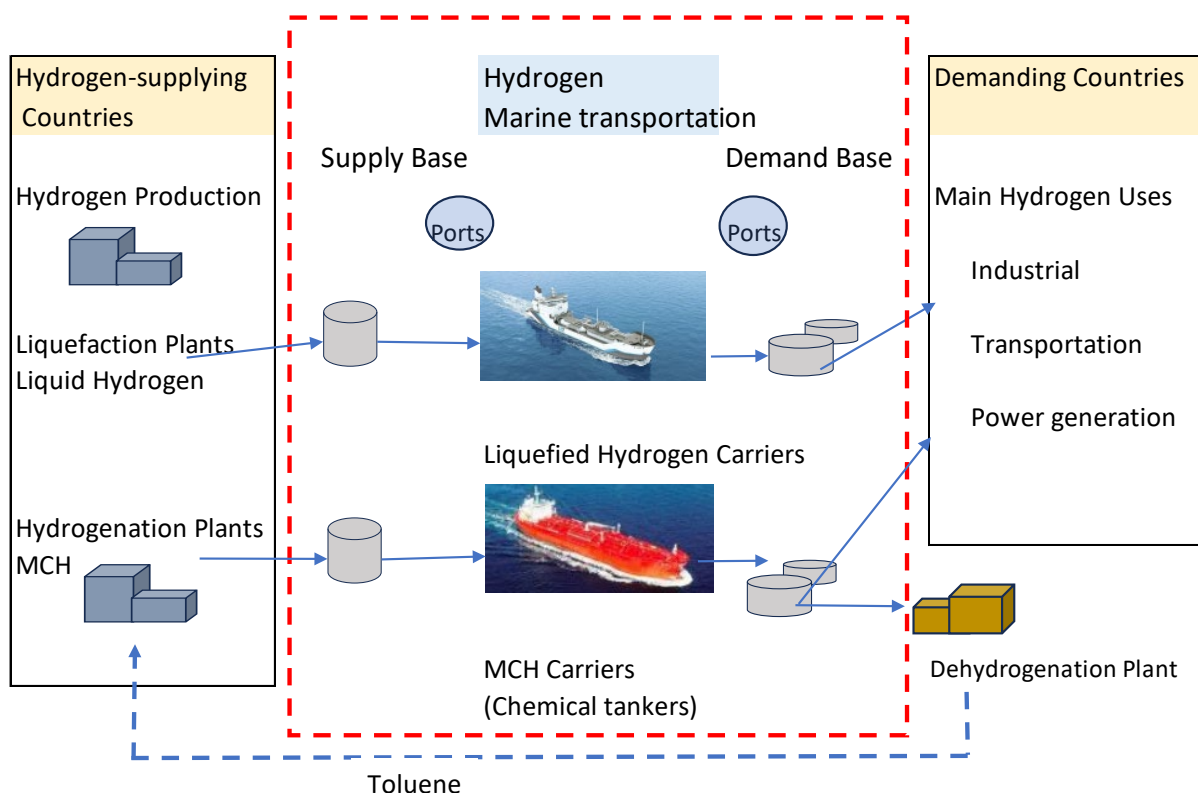 Hydrogen-supplying
Countries
Hydrogen
Marine transportation
Demanding Countries
Supply Base
Demand Base
Hydrogen Production
Ports
Ports
Main Hydrogen Uses
Industrial
Liquefaction Plants
Liquid Hydrogen
Transportation
Power generation
Liquefied Hydrogen Carriers
Hydrogenation Plants
MCH
MCH Carriers
(Chemical tankers)
Dehydrogenation Plant
Toluene